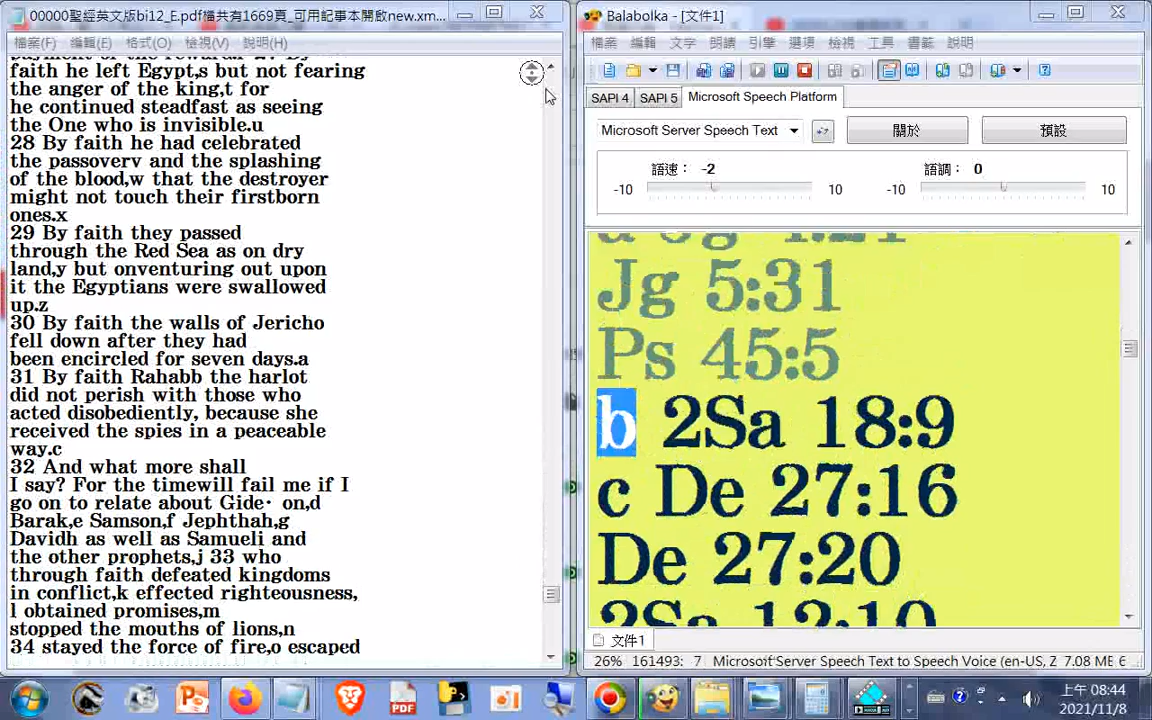 00000聖經英文版bi12_E.pdf檔共有1669頁_可用記事本開啟new.xm...
檔案(F) 編輯(E) 格式(O) 檢視(V) 說明(H)
faith he left Egypt,s but not fearing
the anger of the king,t for
he continued steadfast as seeing
the One who is invisible.u
28 By faith he had celebrated
the passoverv and the splashing
of the blood,w that the destroyer
might not touch their firstborn
ones.x
29 By faith they passed
through the Red Sea as on dry
land,y but onventuring out upon
it the Egyptians were swallowed
up.z
30 By faith the walls of Jericho
fell down after they had
been encircled for seven days.a
31 By faith Rahabb the harlot
did not perish with those who
acted disobediently, because she
received the spies in a peaceable
way.c
32 And what more shall
I say? For the timewill fail me if I
go on to relate about Gide· on,d
Barak,e Samson,f Jephthah,g
Davidh as well as Samueli and
the other prophets,j 33 who
through faith defeated kingdoms
in conflict,k effected righteousness,
l obtained promises,m
stopped the mouths of lions,n
34 stayed the force of fire,o escaped
Balabolka - [文件1]
檔案 編輯 文字 朗讀 引擎 選項 檢視 工具 書籤 說明
SAPI 4 SAPI 5 Microsoft Speech Platform
Microsoft Server Speech Text 關於 預設
語速： -2 語調： 0
-10 10 -10 10
Jg 5:31
Ps 45:5
b 2Sa 18:9
c De 27:16
De 27:20
2Sa 12:10
文件1
26% 161493: 7 Microsoft Server Speech Text to Speech Voice (en-US, Z 7.08 MB 6
PDF
上午 08:44
2021/11/8